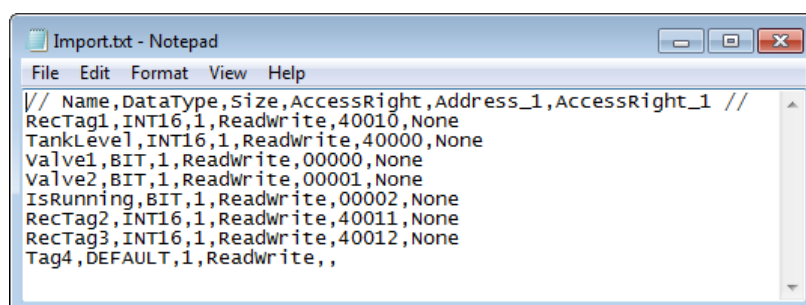 Import.txt - Notepad
File Edit Format View Help
// Name,DataType,Size,AccessRight,Address_1,AccessRight_1 //
RecTag1,INT16,1,ReadWrite,40010,None
TankLevel,INT16,1,ReadWrite,40000,None
Valve1,BIT,1,ReadWrite,00000,None
Valve2,BIT,1,ReadWrite,00001,None
IsRunning,BIT,1,ReadWrite,00002,None
RecTag2,INT16,1,ReadWrite,40011,None
RecTag3,INT16,1,ReadWrite,40012,None
Tag4,DEFAULT,1,ReadWrite,,